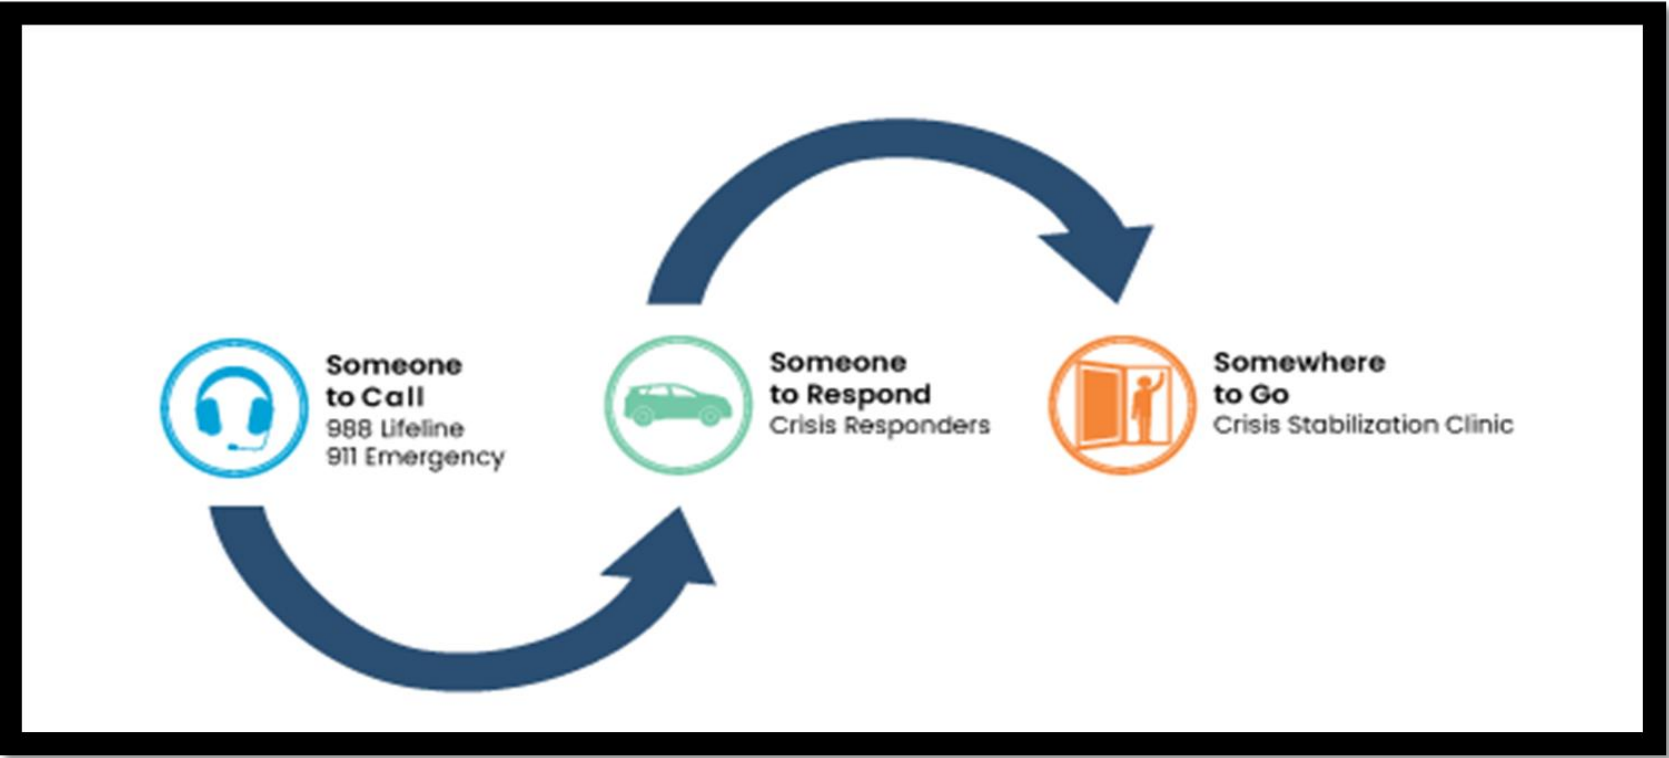 Someone
to Call
988 Lifeline
911 Emergency
Someone
to Respond
Crisis Responders
Somewhere
to Go
Crisis Stabilization Clinic